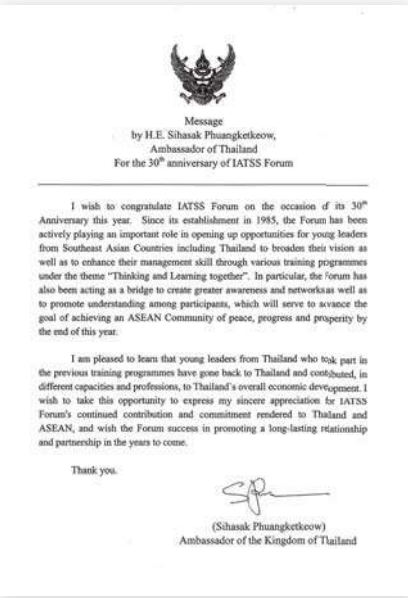 Message
by H.E. Sihasak Phuangketkeow,
Ambassador of Thailand
For the 30th anniversary of IATSS Forum
I wish to congratulate IATSS Forum on the occasion of its 30th
Anniversary this year. Since its establishment in 1985, the Forum has been
actively playing an important role in opening up opportunities for young leaders
from Southeast Asian Countries including Thailand to broaden their vision as
well as to enhance their management skill through various training programmes
under the theme "Thinking and Learning together". In particular, the forum has
also been acting as a bridge to create greater awareness and network as well as
to promote understanding among participants, which will serve to advance the
goal of achieving an ASEAN Community of peace, progress and prosperity by
the end of this year.
I am pleased to learn that young leaders from Thailand who took part in
the previous training programmes have gone back to Thailand and contributed, in
different capacities and professions, to Thailand's overall economic development. I
wish to take this opportunity to express my sincere appreciation for IATSS
Forum's continued contribution and commitment rendered to Thailand and
ASEAN, and wish the Forum success in promoting a long-lasting relationship
and partnership in the years to come.
Thank you.
(Sihasak Phuangketkeow)
Ambassador of the Kingdom of Thailand